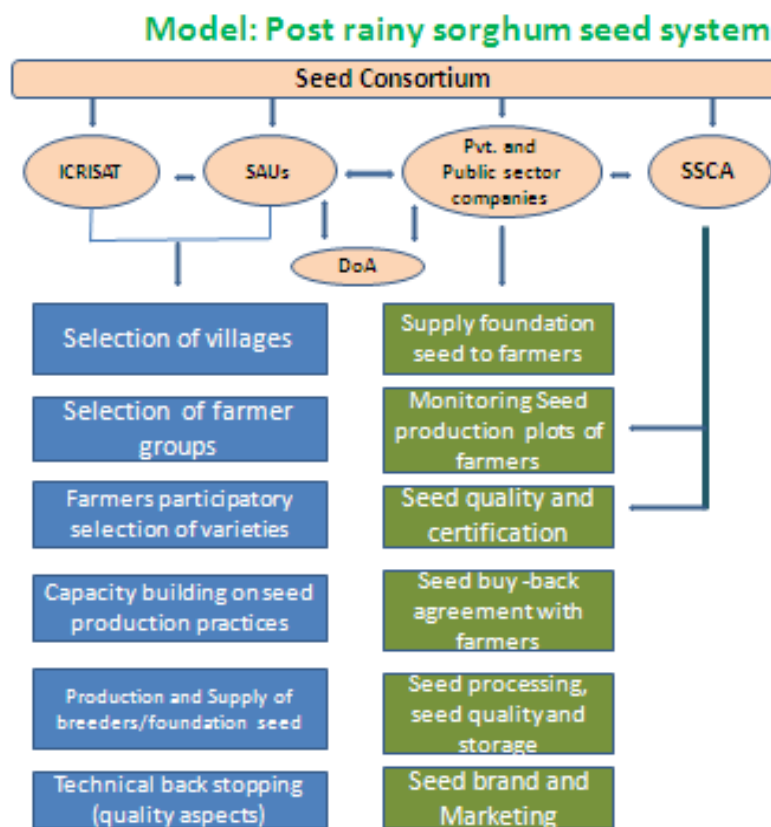 Model: Post rainy sorghum seed system
Seed Consortium
ICRISAT
SAUs
Pvt. and
Public sector
companies
SSCA
DoA
Selection of villages
Selection of farmer
groups
Farmers participatory
selection of varieties
Capacity building on seed
production practices
Production and Supply of
breeders/foundation seed
Technical back stopping
(quality aspects)
Supply foundation
seed to farmers
Monitoring Seed
production plots of
farmers
Seed quality and
certification
Seed buy -back
agreement with
farmers
Seed processing,
seed quality and
storage
Seed brand and
Marketing